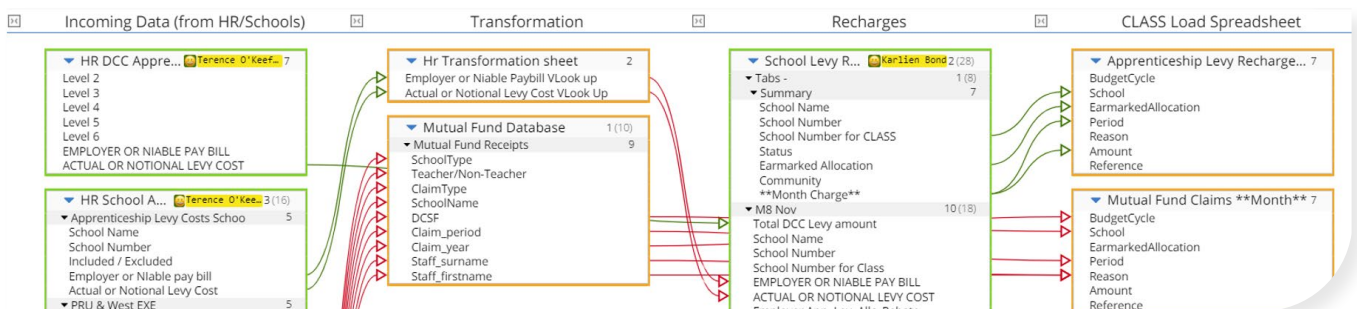 Incoming Data (from HR/Schools)
HR DCC Appre... Terence O'Keef… 7
Level 2
Level 3
Level 4
Level 5
Level 6
EMPLOYER OR NIABLE PAY BILL
ACTUAL OR NOTIONAL LEVY COST
HR School A... Terence O'Kee… 3 (16)
Apprenticeship Levy Costs Schoo 5
School Name
School Number
Included / Excluded
Employer or NIable pay bill
Actual or Notional Levy Cost
PRU & West EXE 5
Transformation
Hr Transformation sheet 2
Employer or Niable Paybill VLook up
Actual or Notional Levy Cost VLook Up
Mutual Fund Database 1 (10)
Mutual Fund Receipts 9
SchoolType
Teacher/Non-Teacher
ClaimType
SchoolName
DCSF
Claim_period
Claim_year
Staff_surname
Staff_firstname
Recharges
School Levy R... Karlien Bond 2 (28)
Tabs - 1 (8)
Summary 7
School Name
School Number
School Number for CLASS
Status
Earmarked Allocation
Community
**Month Charge**
M8 Nov 10 (18)
Total DCC Levy amount
School Name
School Number
School Number for Class
EMPLOYER OR NIABLE PAY BILL
ACTUAL OR NOTIONAL LEVY COST
CLASS Load Spreadsheet
Apprenticeship Levy Recharge... 7
BudgetCycle
School
EarmarkedAllocation
Period
Reason
Amount
Reference
Mutual Fund Claims **Month** 7
BudgetCycle
School
EarmarkedAllocation
Period
Reason
Amount
Reference